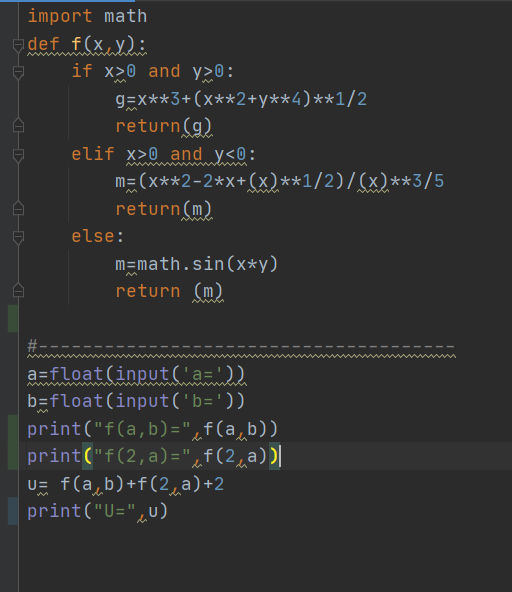 import math
def f(x,y):
    if x>0 and y>0:
        g=x**3+(x**2+y**4)**1/2
        return(g)
    elif x>0 and y<0:
        m=(x**2-2*x+(x)**1/2)/(x)**3/5
        return(m)
    else:
        m=math.sin(x*y)
        return (m)
#--------------------------------------
a=float(input('a='))
b=float(input('b='))
print("f(a,b)=",f(a,b))
print("f(2,a)=",f(2,a))
u= f(a,b)+f(2,a)+2
print("U=",u)